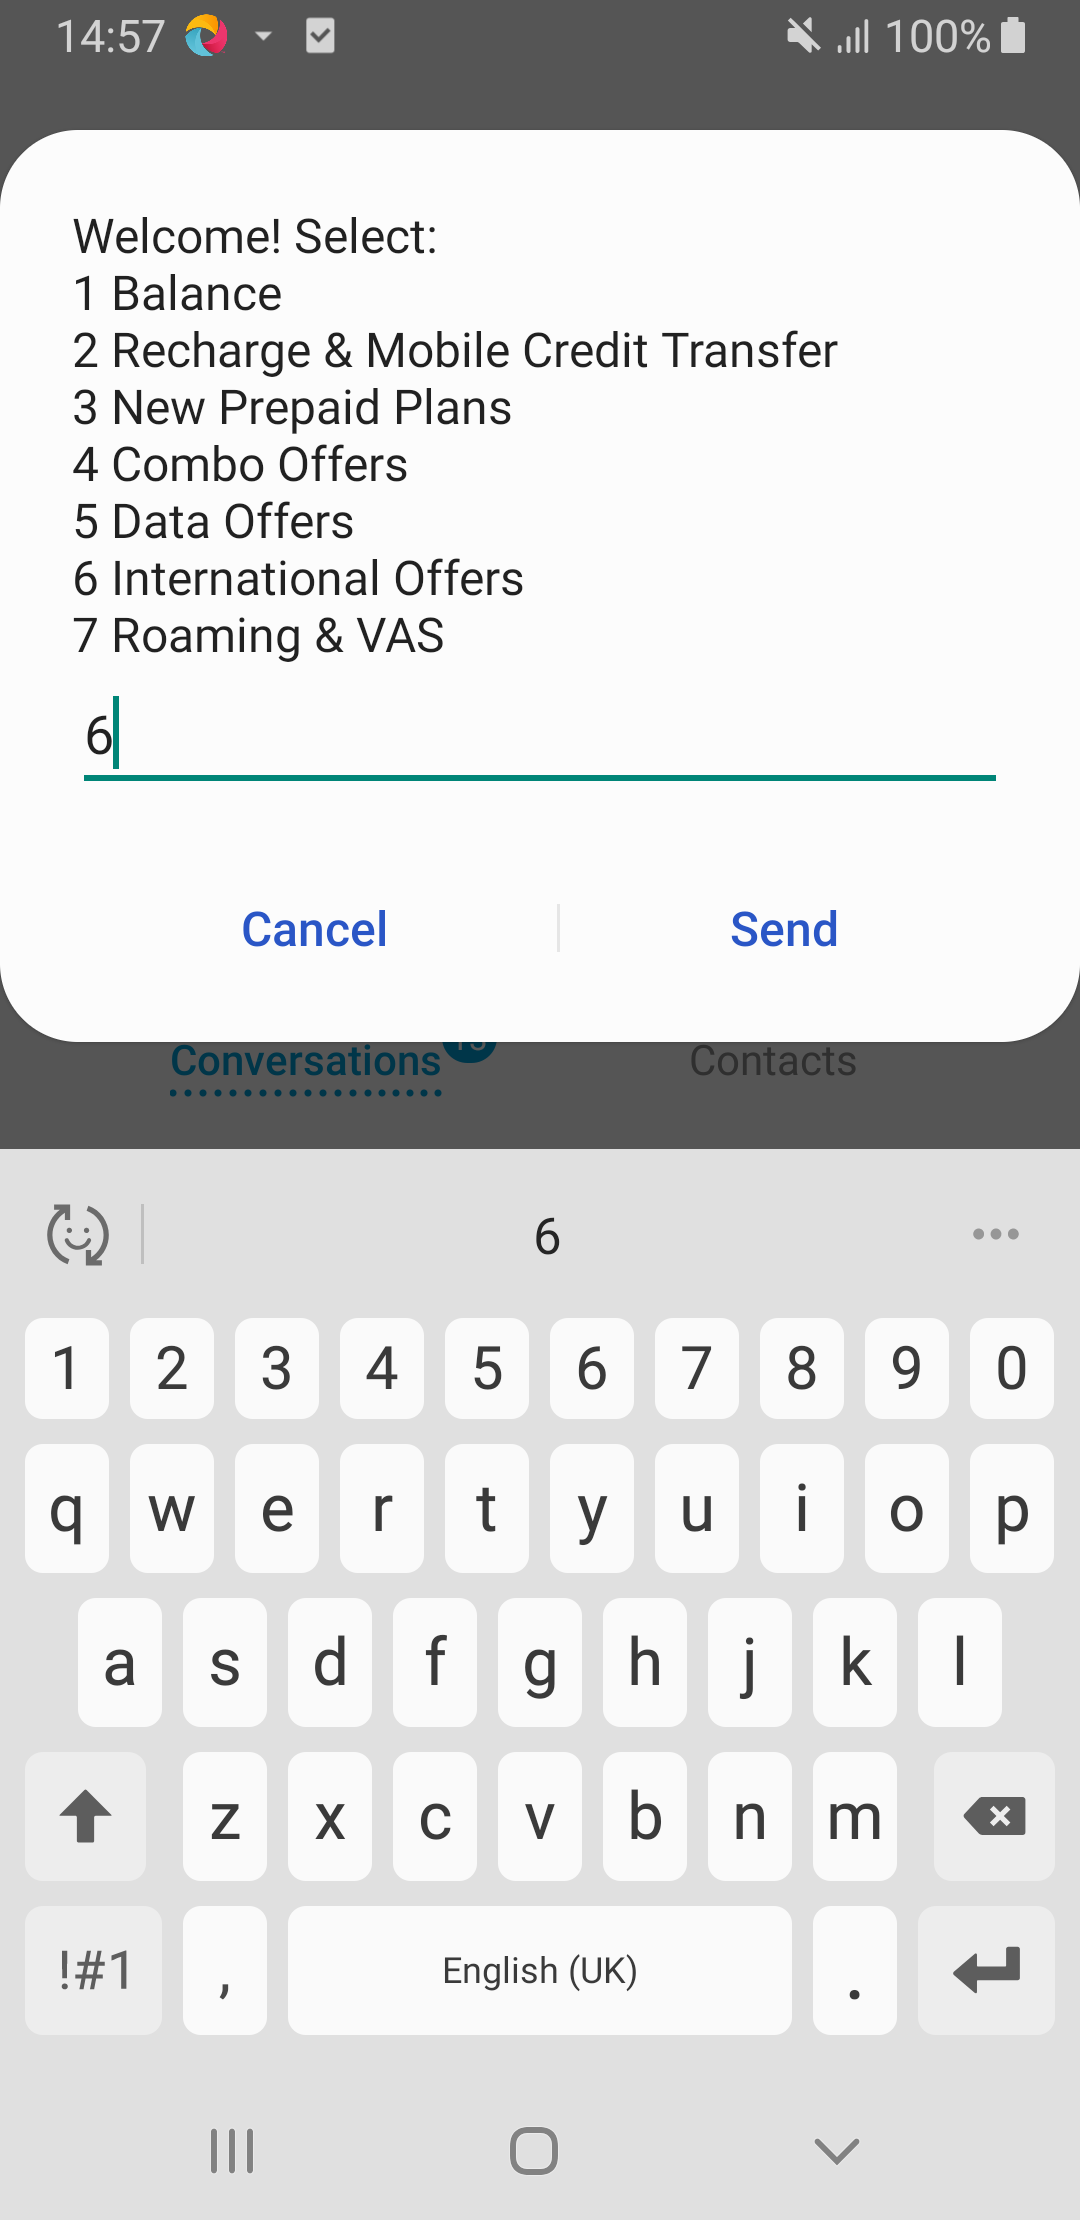 14:57
100%
Welcome! Select:
1 Balance
2 Recharge & Mobile Credit Transfer
3 New Prepaid Plans
4 Combo Offers
5 Data Offers
6 International Offers
7 Roaming & VAS
6
Cancel
Send
Conversations
Contacts
6
1 2 3 4 5 6 7 8 9 0
q w e r t y u i o p
a s d f g h j k l
z x c v b n m
!#1 , English (UK) .